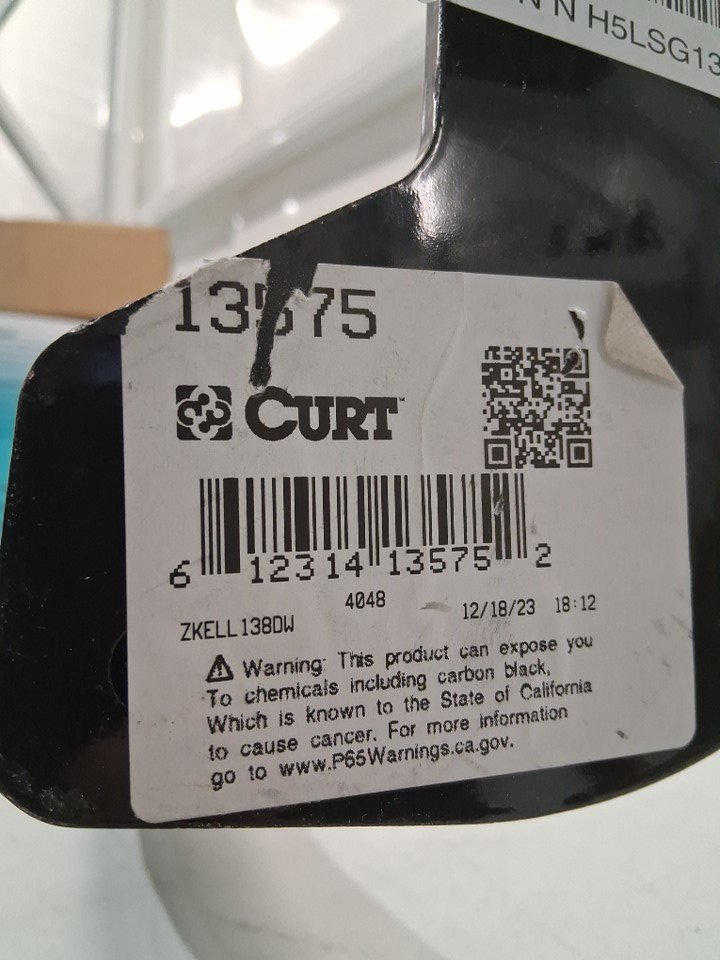 N H5LSG13
13575
CURT™
6 12314 13575 2
4048
12/18/23 18:12
ZKELL138DW
Warning: This product can expose you
To chemicals including carbon black,
Which is known to the State of California
to cause cancer. For more information
go to www.P65Warnings.ca.gov.